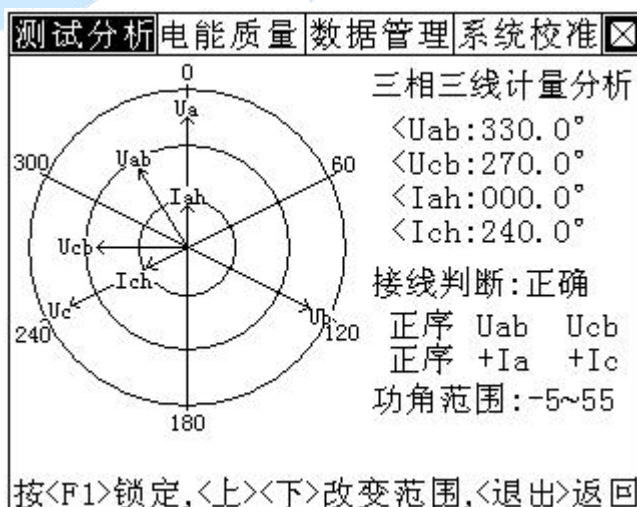 测试分析 电能质量 数据管理 系统校准
三相三线计量分析
<Uab:330.0°
<Ucb:270.0°
<Iah:000.0°
<Ich:240.0°
接线判断:正确
正序 Uab Ucb
正序 +Ia +Ic
功角范围:-5~55
0
Ua
300
Uab
60
Iah
Ucb
Ich
Uc
Ub
240
120
180
按<F1>锁定,<上><下>改变范围,<退出>返回